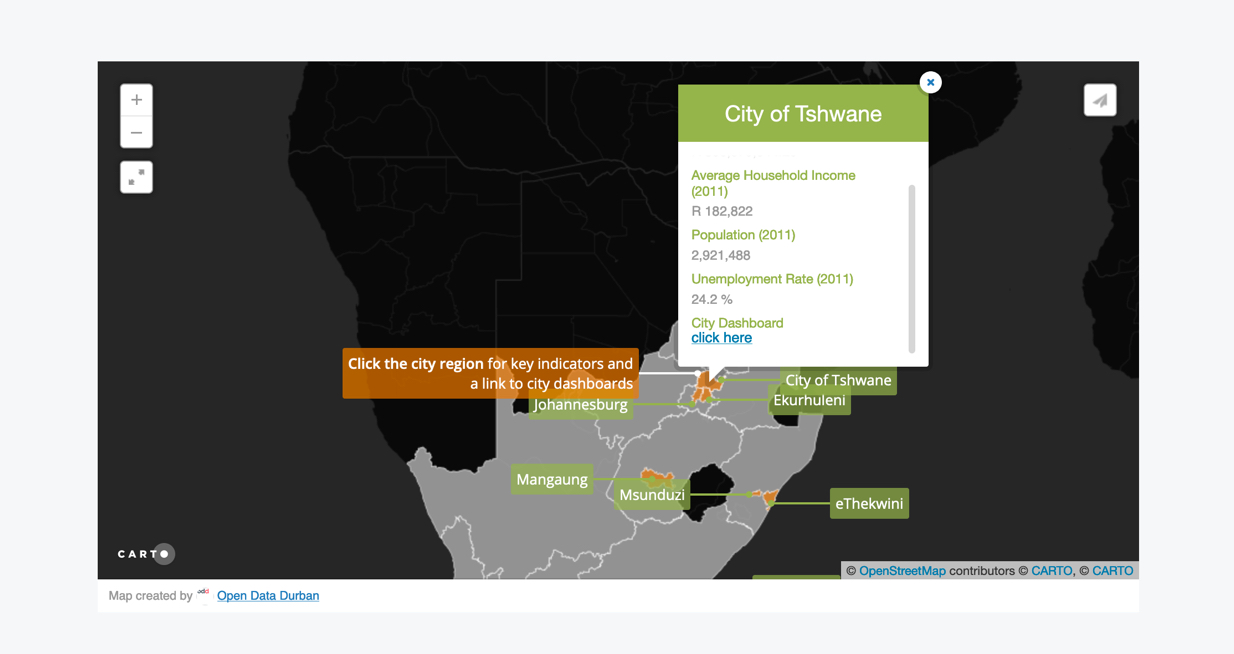 +
−
City of Tshwane
Average Household Income
(2011)
R 182,822
Population (2011)
2,921,488
Unemployment Rate (2011)
24.2 %
City Dashboard
click here
Click the city region for key indicators and
a link to city dashboards
City of Tshwane
Ekurhuleni
Johannesburg
Mangaung
Msunduzi
eThekwini
CARTO
© OpenStreetMap contributors © CARTO, © CARTO
Map created by odd Open Data Durban